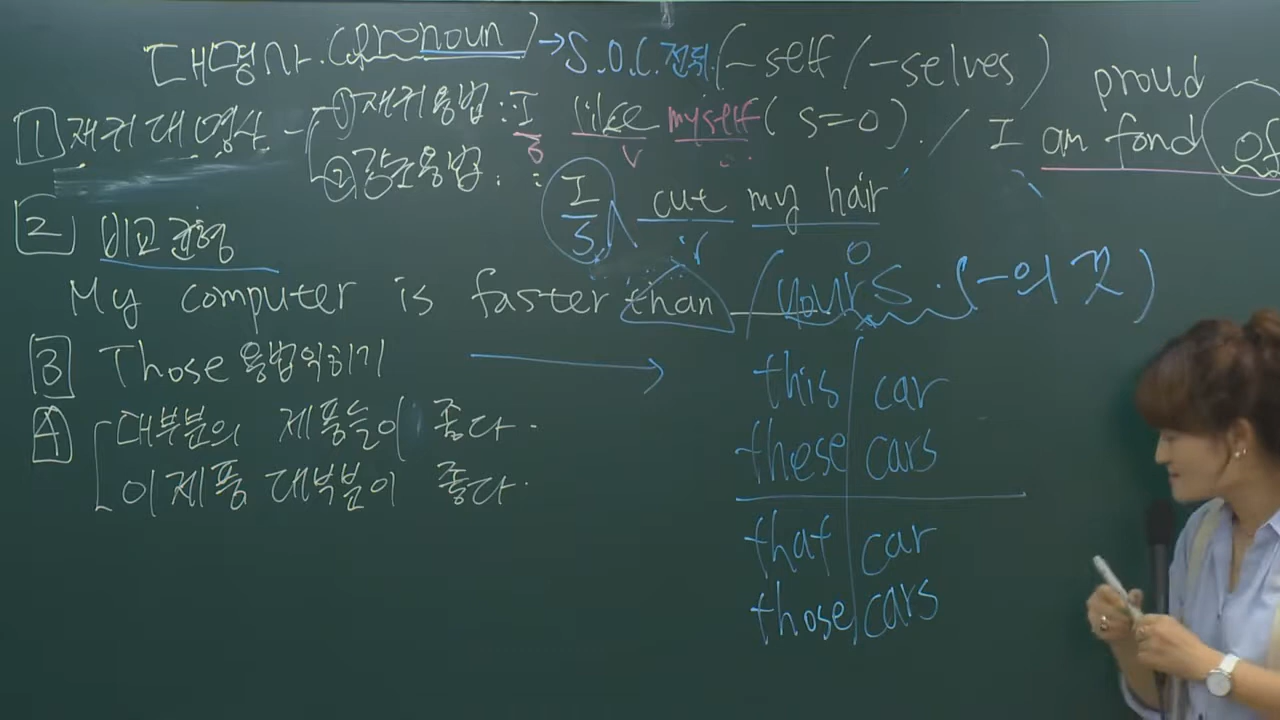 대명사 (pronoun) → S.O.C. 전뒤 (~self/-selves)
proud
1 재귀대명사 - ① 재귀용법 : I like myself (s=o). / I am fond of
S V O
② 강조용법 : I cut my hair
S V O
2 비교권형
My computer is faster than ___ (yours : ~의 것)
3 Those 용법익히기 →
4 대부분의 제품들이 좋다.
이 제품 대부분이 좋다.
this car
these cars
that car
those cars